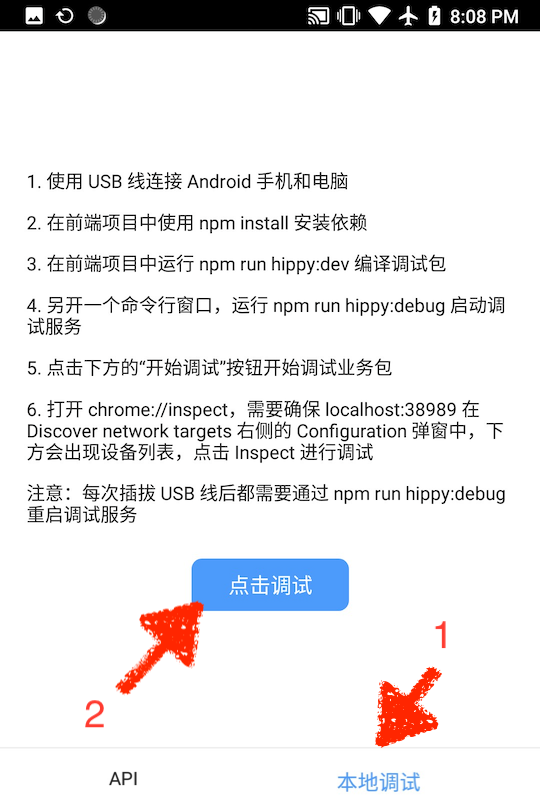 8:08 PM
1. 使用 USB 线连接 Android 手机和电脑
2. 在前端项目中使用 npm install 安装依赖
3. 在前端项目中运行 npm run hippy:dev 编译调试包
4. 另开一个命令行窗口，运行 npm run hippy:debug 启动调
试服务
5. 点击下方的“开始调试”按钮开始调试业务包
6. 打开 chrome://inspect，需要确保 localhost:38989 在
Discover network targets 右侧的 Configuration 弹窗中，下
方会出现设备列表，点击 Inspect 进行调试
注意：每次插拔 USB 线后都需要通过 npm run hippy:debug
重启调试服务
点击调试
1
2
API
本地调试